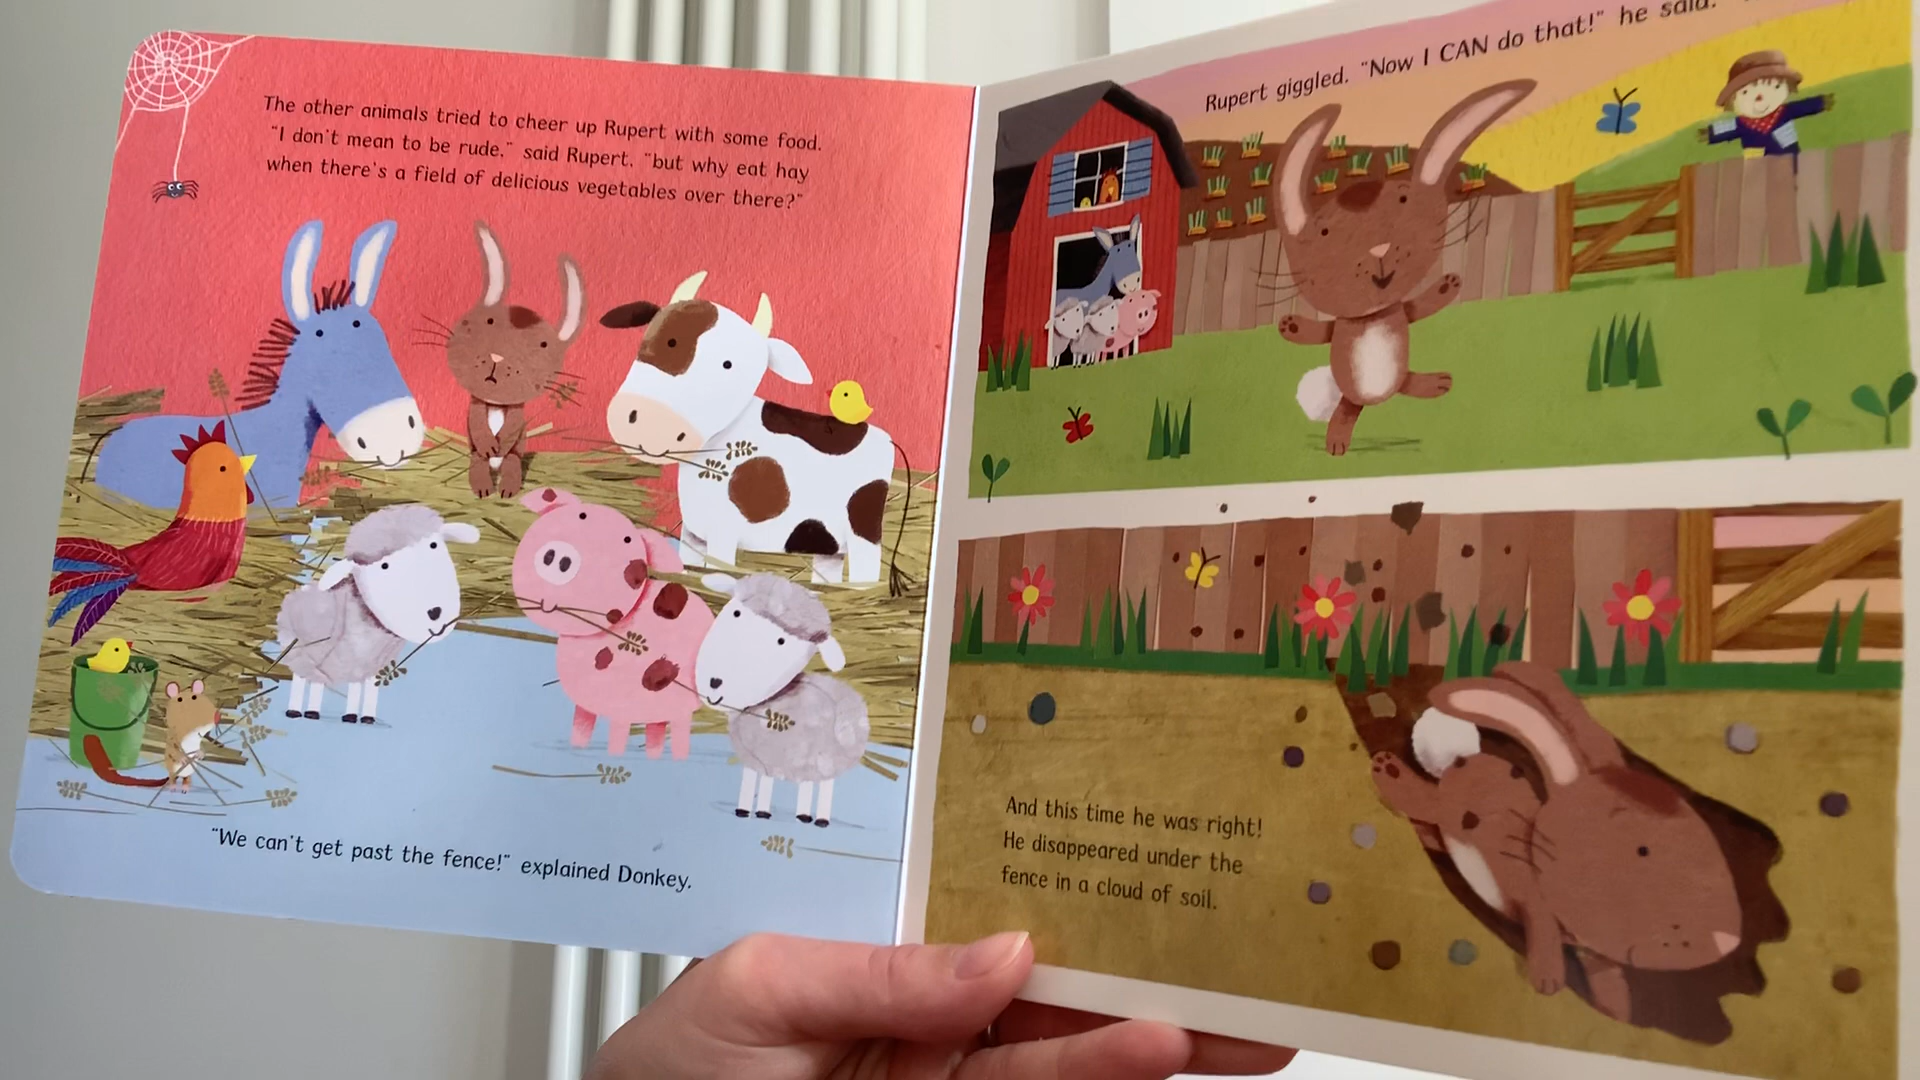 The other animals tried to cheer up Rupert with some food.
"I don't mean to be rude," said Rupert, "but why eat hay
when there's a field of delicious vegetables over there?"
"We can't get past the fence!" explained Donkey.
Rupert giggled. "Now I CAN do that!" he said.
And this time he was right!
He disappeared under the
fence in a cloud of soil.